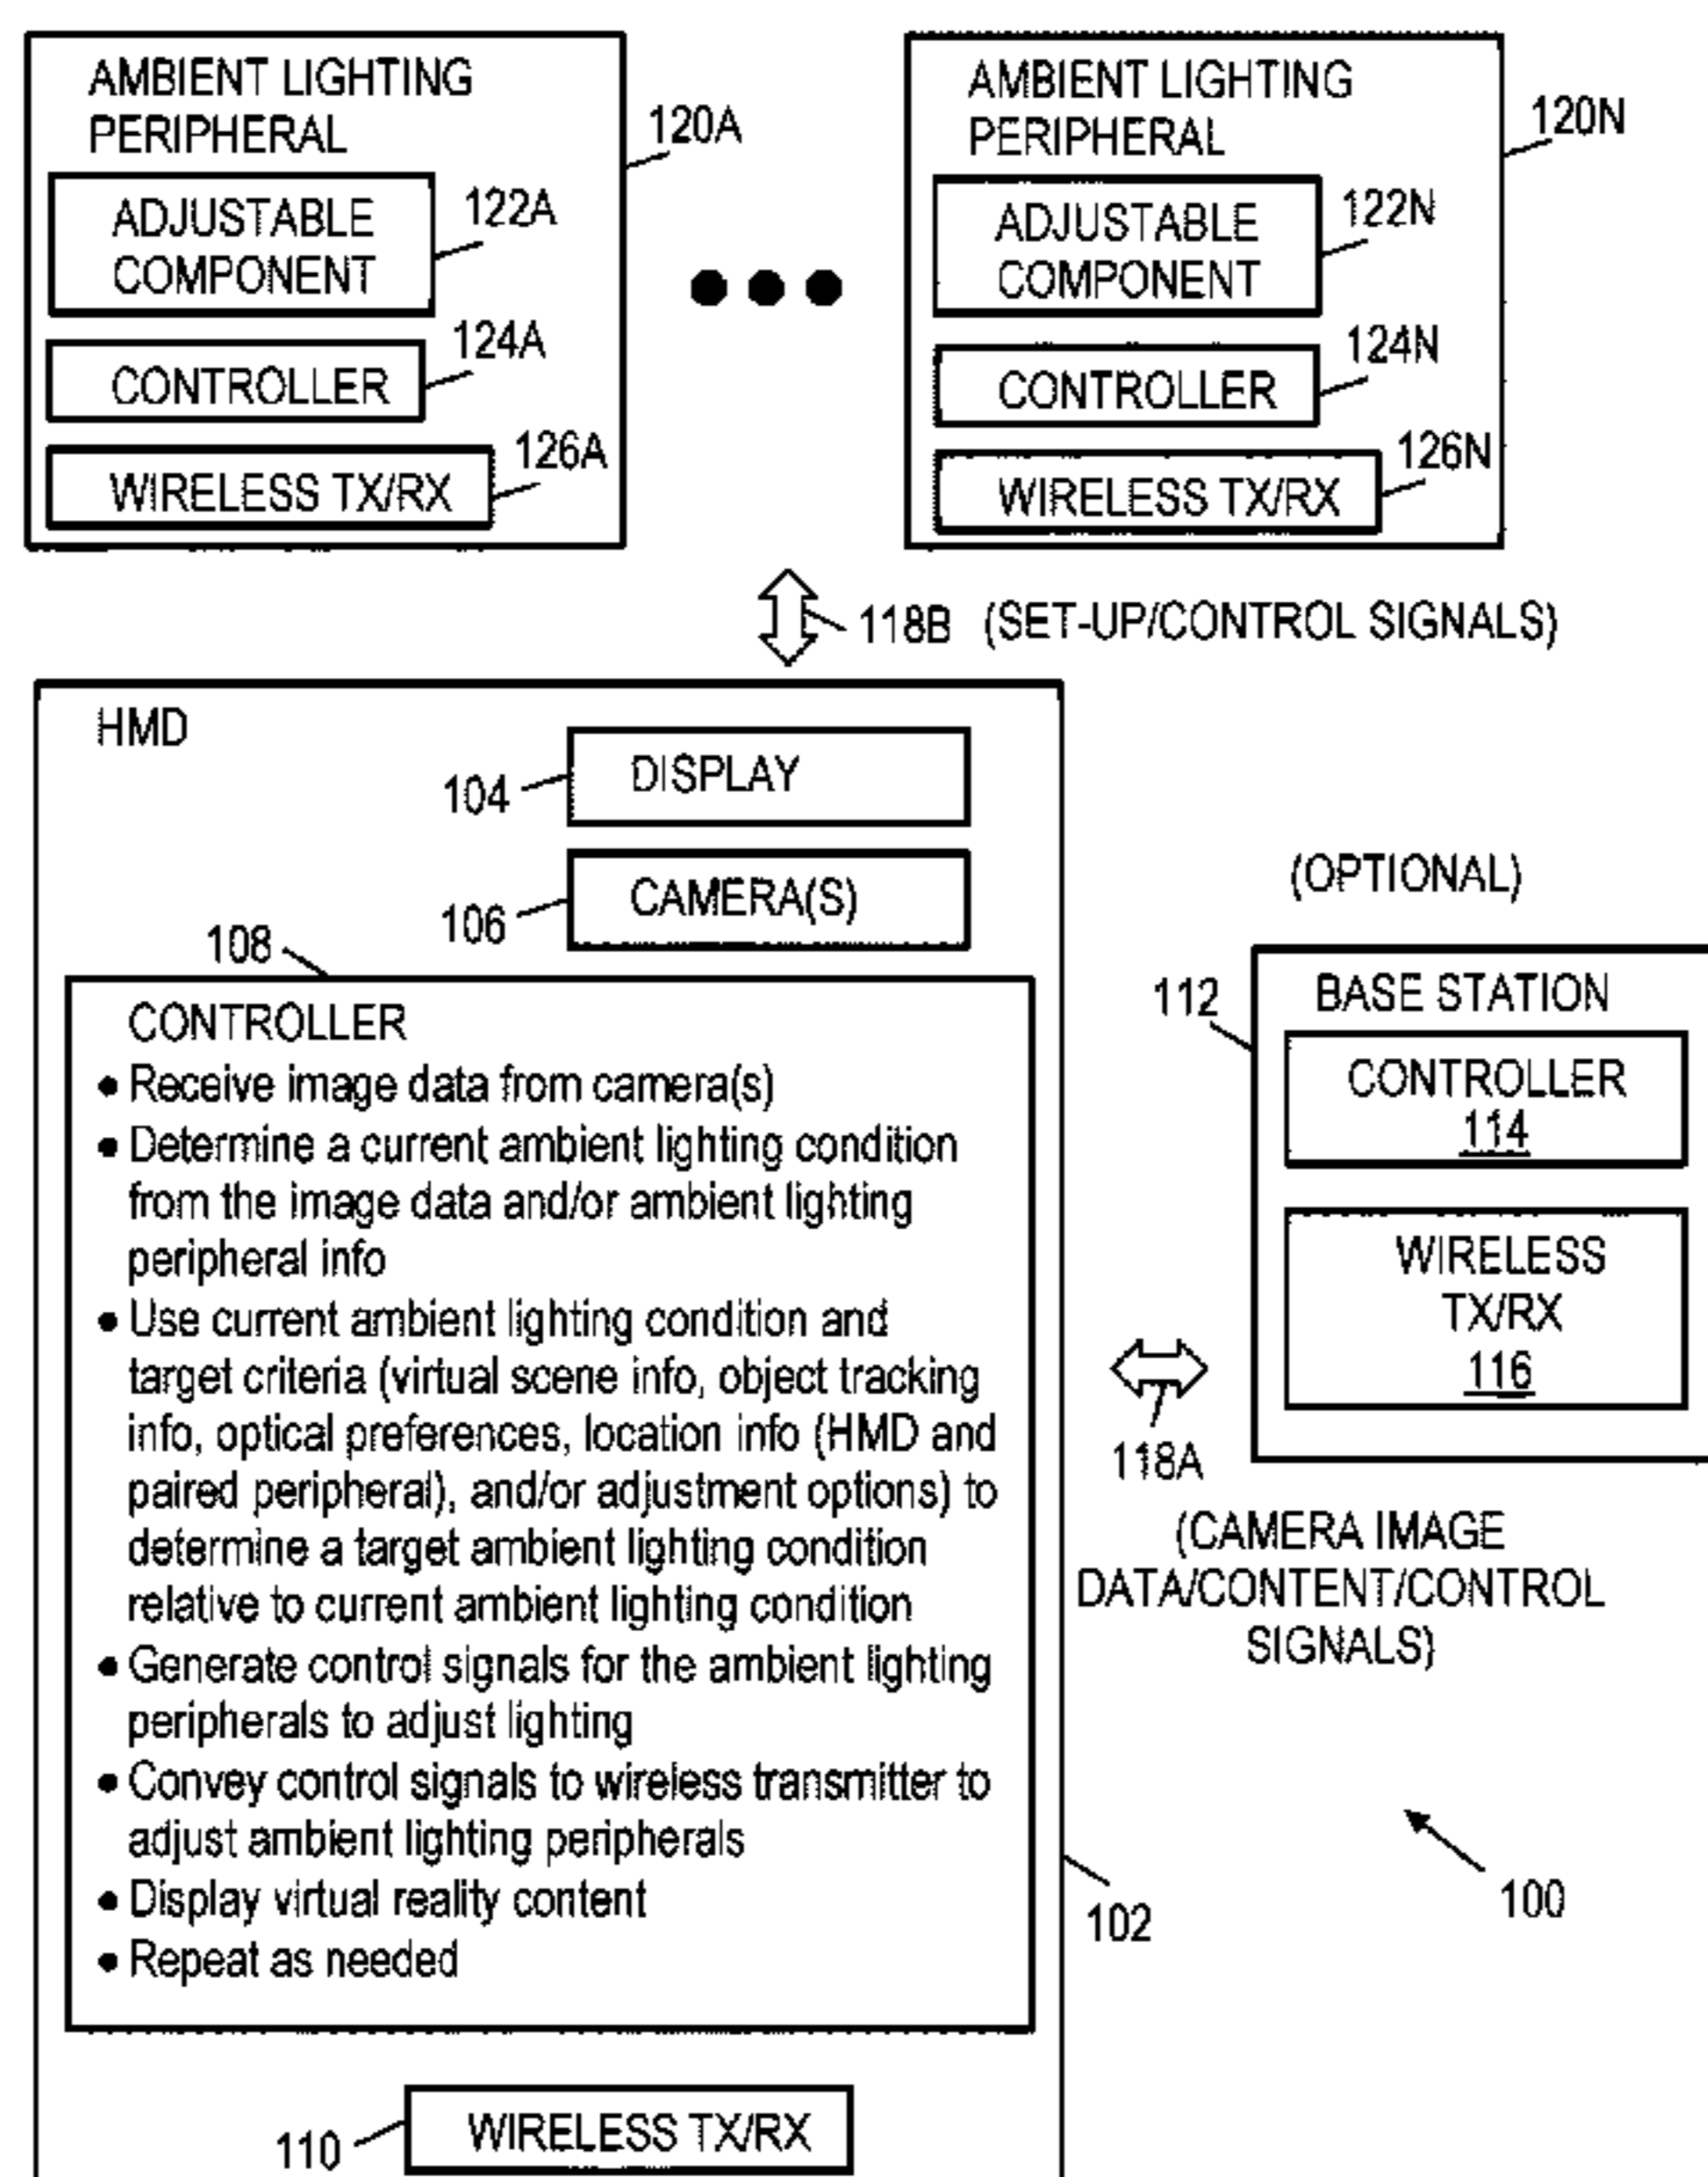 AMBIENT LIGHTING
PERIPHERAL
120A
ADJUSTABLE
COMPONENT
122A
CONTROLLER
124A
WIRELESS TX/RX
126A
AMBIENT LIGHTING
PERIPHERAL
120N
ADJUSTABLE
COMPONENT
122N
CONTROLLER
124N
WIRELESS TX/RX
126N
118B (SET-UP/CONTROL SIGNALS)
HMD
DISPLAY
104
CAMERA(S)
106
108
CONTROLLER
• Receive image data from camera(s)
• Determine a current ambient lighting condition
from the image data and/or ambient lighting
peripheral info
• Use current ambient lighting condition and
target criteria (virtual scene info, object tracking
info, optical preferences, location info (HMD and
paired peripheral), and/or adjustment options) to
determine a target ambient lighting condition
relative to current ambient lighting condition
• Generate control signals for the ambient lighting
peripherals to adjust lighting
• Convey control signals to wireless transmitter to
adjust ambient lighting peripherals
• Display virtual reality content
• Repeat as needed
102
110
WIRELESS TX/RX
(OPTIONAL)
112
BASE STATION
CONTROLLER
114
WIRELESS
TX/RX
116
118A
(CAMERA IMAGE
DATA/CONTENT/CONTROL
SIGNALS)
100